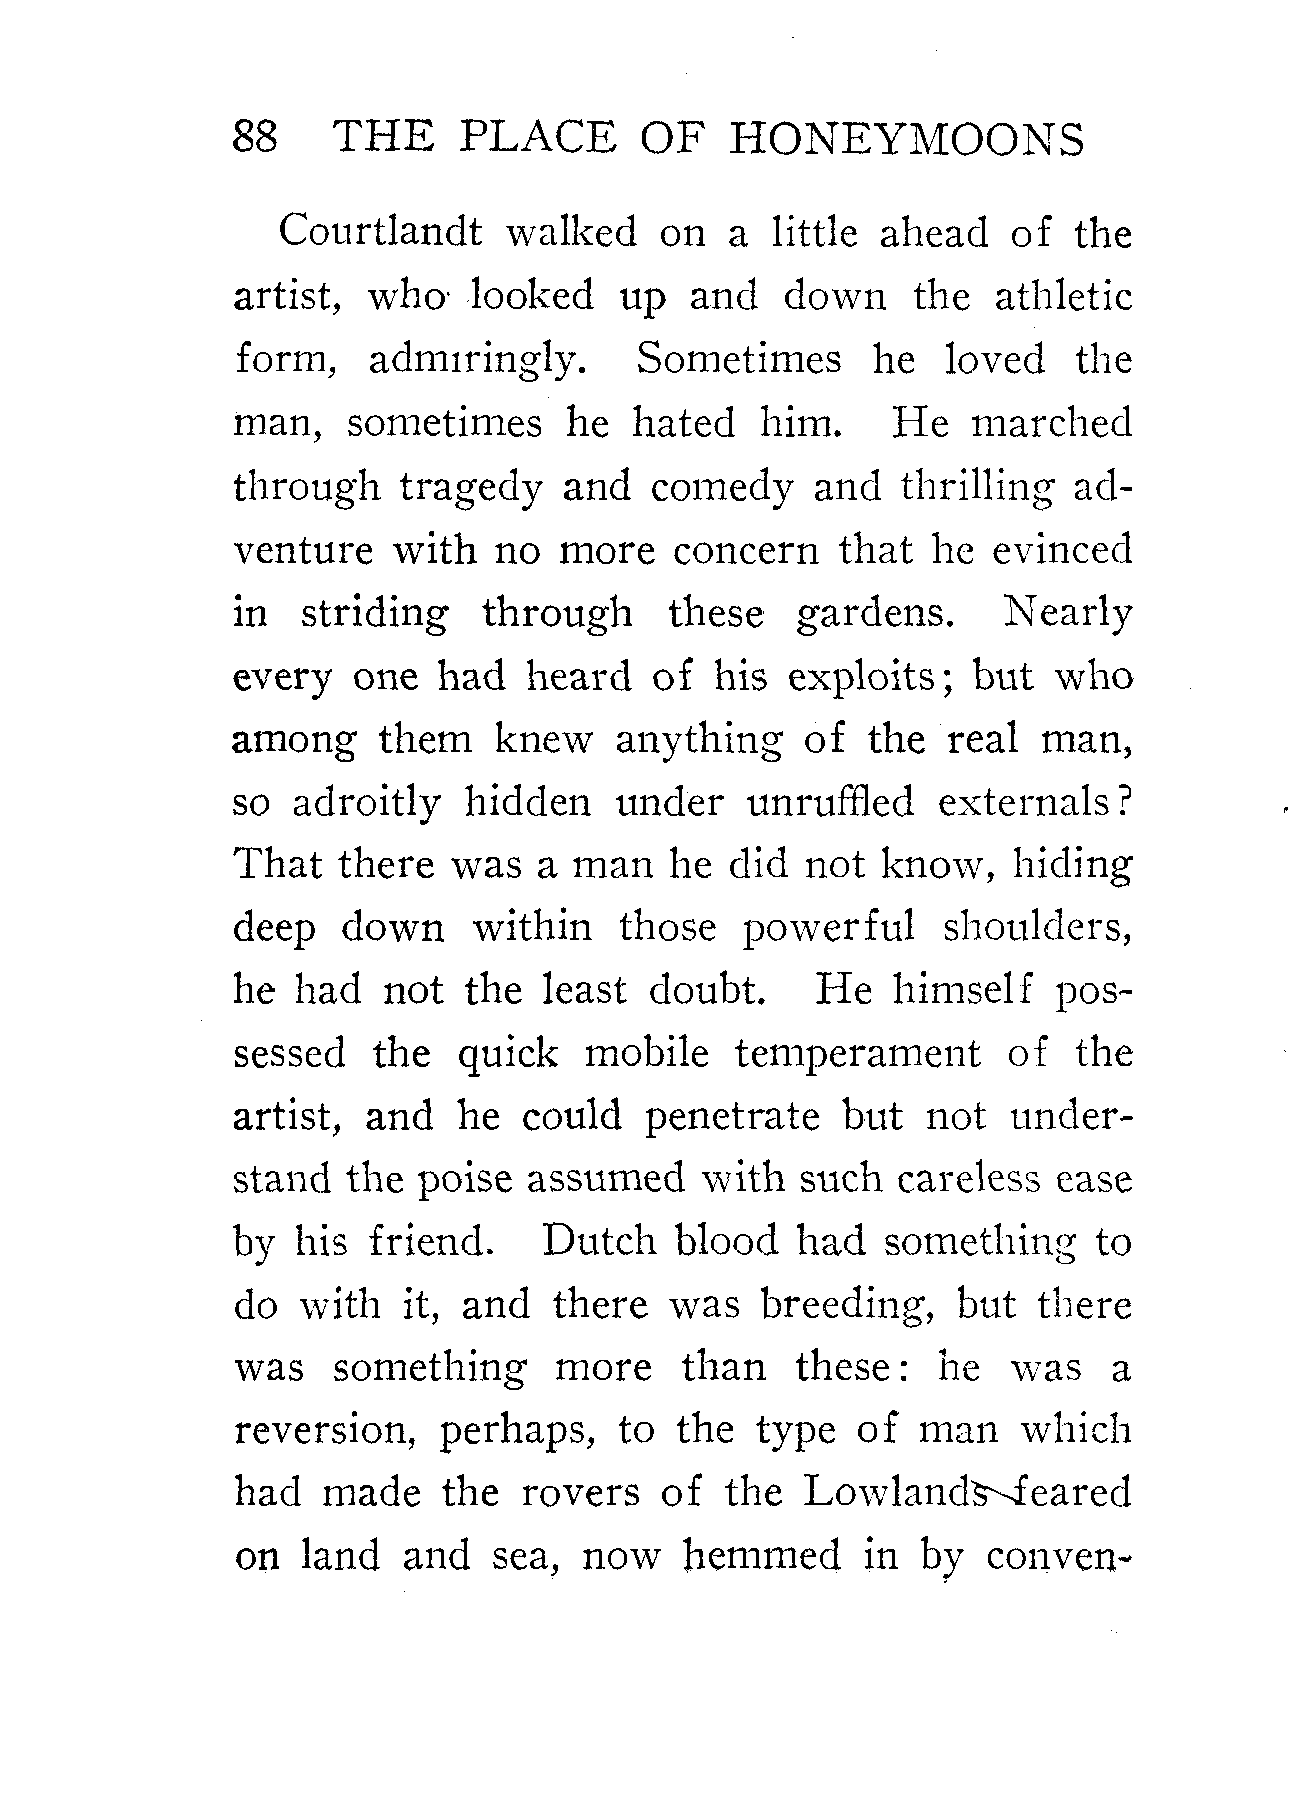 88 THE PLACE OF HONEYMOONS
Courtlandt walked on a little ahead of the
artist, who looked up and down the athletic
form, admiringly. Sometimes he loved the
man, sometimes he hated him. He marched
through tragedy and comedy and thrilling ad-
venture with no more concern that he evinced
in striding through these gardens. Nearly
every one had heard of his exploits; but who
among them knew anything of the real man,
so adroitly hidden under unruffled externals?
That there was a man he did not know, hiding
deep down within those powerful shoulders,
he had not the least doubt. He himself pos-
sessed the quick mobile temperament of the
artist, and he could penetrate but not under-
stand the poise assumed with such careless ease
by his friend. Dutch blood had something to
do with it, and there was breeding, but there
was something more than these: he was a
reversion, perhaps, to the type of man which
had made the rovers of the Lowlands feared
on land and sea, now hemmed in by conven-